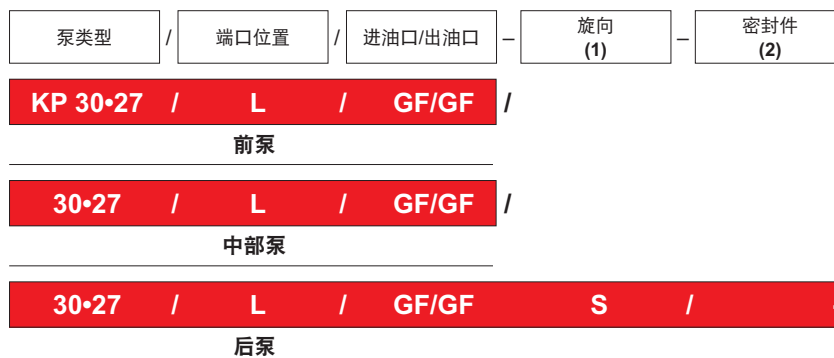 泵类型 / 端口位置 / 进油口/出油口 – 旋向 (1) – 密封件 (2)
KP 30•27 / L / GF/GF /
前泵
30•27 / L / GF/GF /
中部泵
30•27 / L / GF/GF S /
后泵